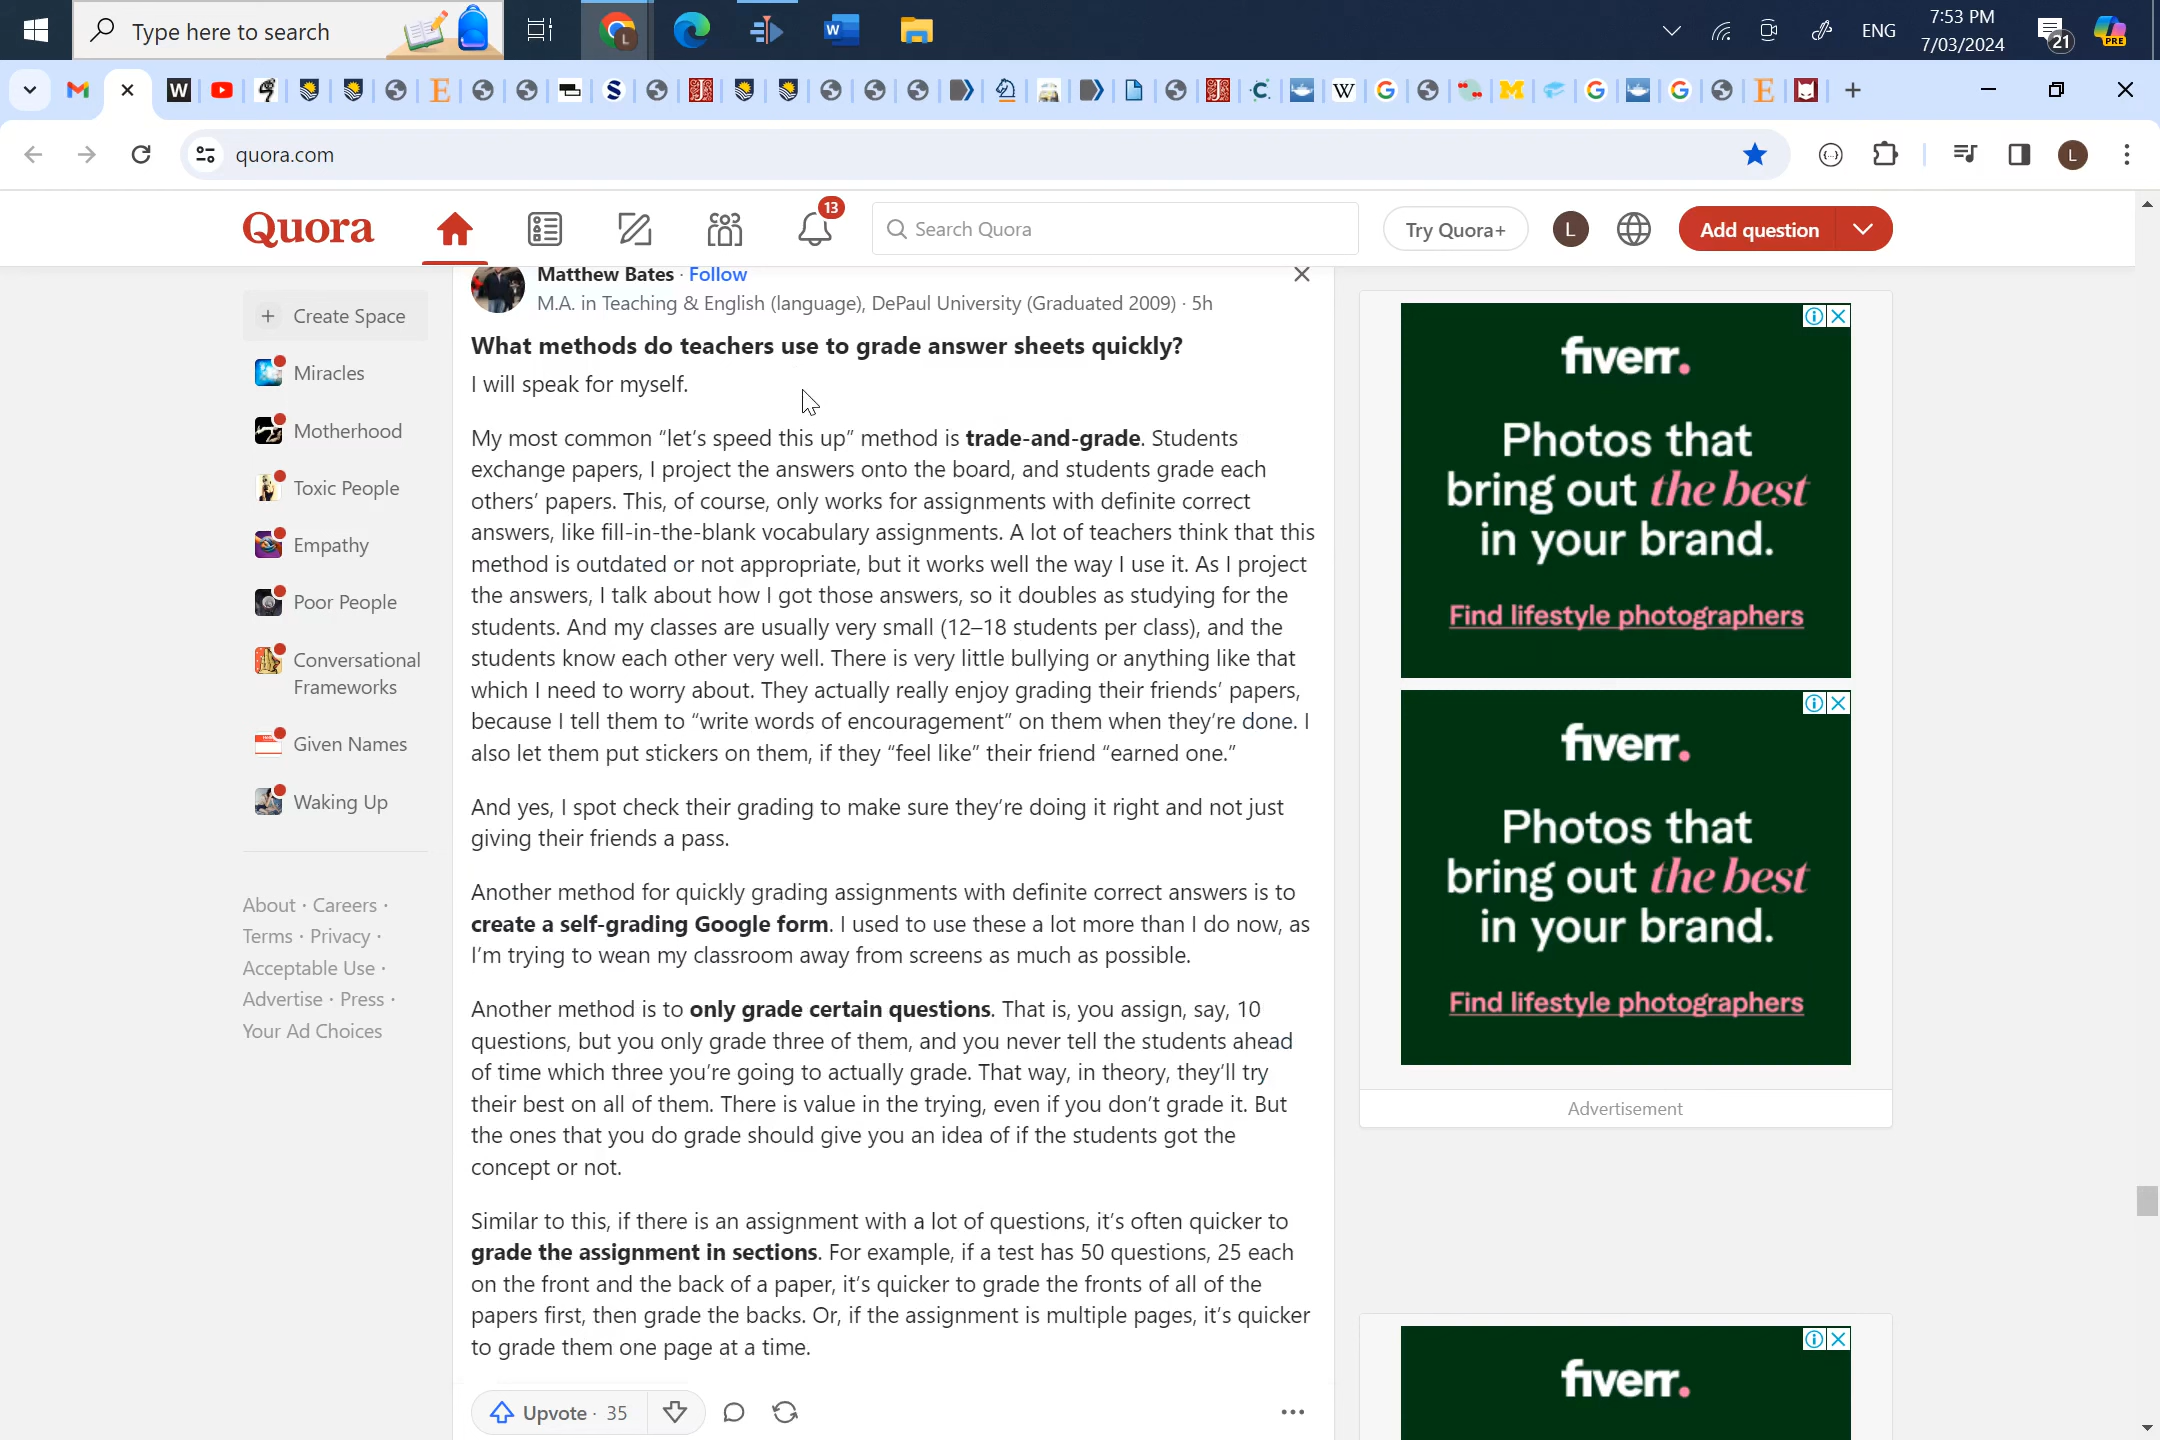 Type here to search
ENG
7:53 PM
7/03/2024
21
PRE
quora.com
L
Quora
13
Search Quora
Try Quora+
L
Add question
Create Space
Miracles
Motherhood
Toxic People
Empathy
Poor People
Conversational
Frameworks
Given Names
Waking Up
About · Careers ·
Terms · Privacy ·
Acceptable Use ·
Advertise · Press ·
Your Ad Choices
Matthew Bates · Follow
M.A. in Teaching & English (language), DePaul University (Graduated 2009) · 5h
What methods do teachers use to grade answer sheets quickly?
I will speak for myself.
My most common “let’s speed this up” method is trade-and-grade. Students
exchange papers, I project the answers onto the board, and students grade each
others’ papers. This, of course, only works for assignments with definite correct
answers, like fill-in-the-blank vocabulary assignments. A lot of teachers think that this
method is outdated or not appropriate, but it works well the way I use it. As I project
the answers, I talk about how I got those answers, so it doubles as studying for the
students. And my classes are usually very small (12–18 students per class), and the
students know each other very well. There is very little bullying or anything like that
which I need to worry about. They actually really enjoy grading their friends’ papers,
because I tell them to “write words of encouragement” on them when they’re done. I
also let them put stickers on them, if they “feel like” their friend “earned one.”
And yes, I spot check their grading to make sure they’re doing it right and not just
giving their friends a pass.
Another method for quickly grading assignments with definite correct answers is to
create a self-grading Google form. I used to use these a lot more than I do now, as
I’m trying to wean my classroom away from screens as much as possible.
Another method is to only grade certain questions. That is, you assign, say, 10
questions, but you only grade three of them, and you never tell the students ahead
of time which three you’re going to actually grade. That way, in theory, they’ll try
their best on all of them. There is value in the trying, even if you don’t grade it. But
the ones that you do grade should give you an idea of if the students got the
concept or not.
Similar to this, if there is an assignment with a lot of questions, it’s often quicker to
grade the assignment in sections. For example, if a test has 50 questions, 25 each
on the front and the back of a paper, it’s quicker to grade the fronts of all of the
papers first, then grade the backs. Or, if the assignment is multiple pages, it’s quicker
to grade them one page at a time.
Upvote · 35
fiverr.
Photos that
bring out the best
in your brand.
Find lifestyle photographers
fiverr.
Photos that
bring out the best
in your brand.
Find lifestyle photographers
Advertisement
fiverr.